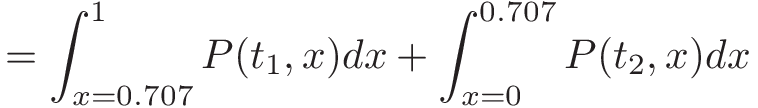 = ∫_{x=0.707}^{1} P(t_1, x)dx + ∫_{x=0}^{0.707} P(t_2, x)dx